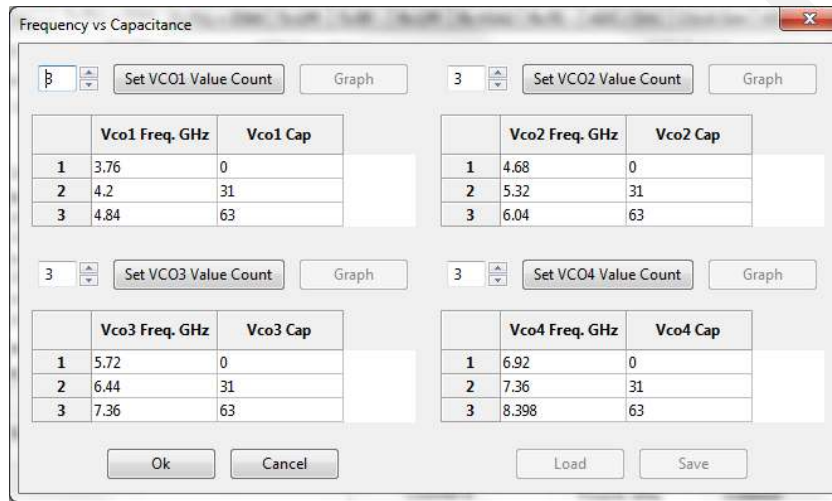 Frequency vs Capacitance
3 Set VCO1 Value Count Graph 3 Set VCO2 Value Count Graph
Vco1 Freq. GHz Vco1 Cap Vco2 Freq. GHz Vco2 Cap
1 3.76 0 1 4.68 0
2 4.2 31 2 5.32 31
3 4.84 63 3 6.04 63
3 Set VCO3 Value Count Graph 3 Set VCO4 Value Count Graph
Vco3 Freq. GHz Vco3 Cap Vco4 Freq. GHz Vco4 Cap
1 5.72 0 1 6.92 0
2 6.44 31 2 7.36 31
3 7.36 63 3 8.398 63
Ok Cancel Load Save